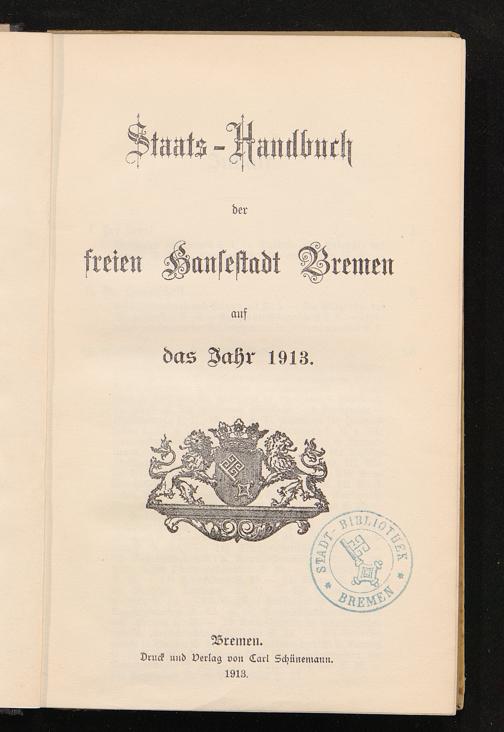 Staats-Handbuch
der
freien Hansestadt Bremen
auf
das Jahr 1913.
STADT-BIBLIOTHEK
* BREMEN *
Bremen.
Druck und Verlag von Carl Schünemann.
1913.